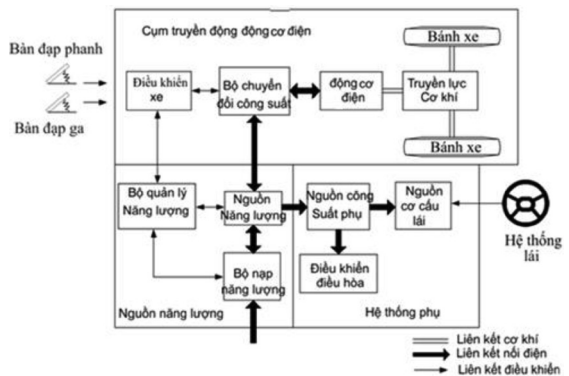 Cụm truyền động động cơ điện
Bánh xe
Bàn đạp phanh
Điều khiển
xe
Bộ chuyển
đổi công suất
động cơ
điện
Truyền lực
Cơ khí
Bàn đạp ga
Bánh xe
Bộ quản lý
Năng lượng
Nguồn
Năng lượng
Nguồn công
Suất phụ
Nguồn
cơ cấu
lái
Hệ thống
lái
Bộ nạp
năng lượng
Điều khiển
điều hòa
Nguồn năng lượng
Hệ thống phụ
Liên kết cơ khí
Liên kết nối điện
Liên kết điều khiển